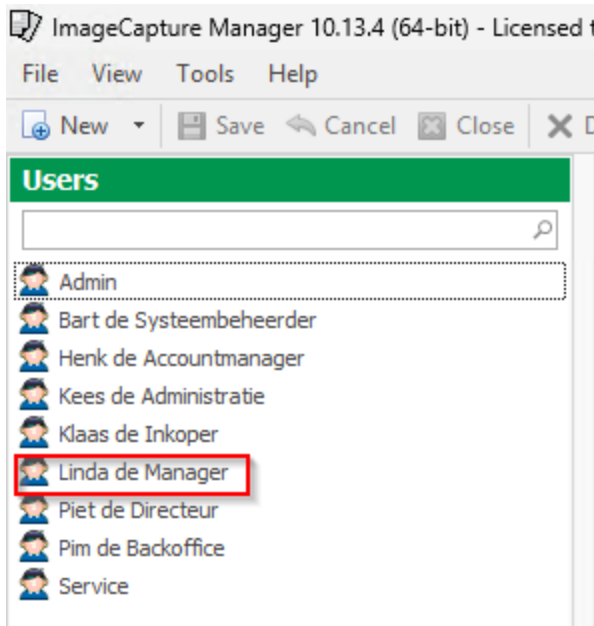 ImageCapture Manager 10.13.4 (64-bit) - Licensed
File View Tools Help
New Save Cancel Close
Users
Admin
Bart de Systeembeheerder
Henk de Accountmanager
Kees de Administratie
Klaas de Inkoper
Linda de Manager
Piet de Directeur
Pim de Backoffice
Service